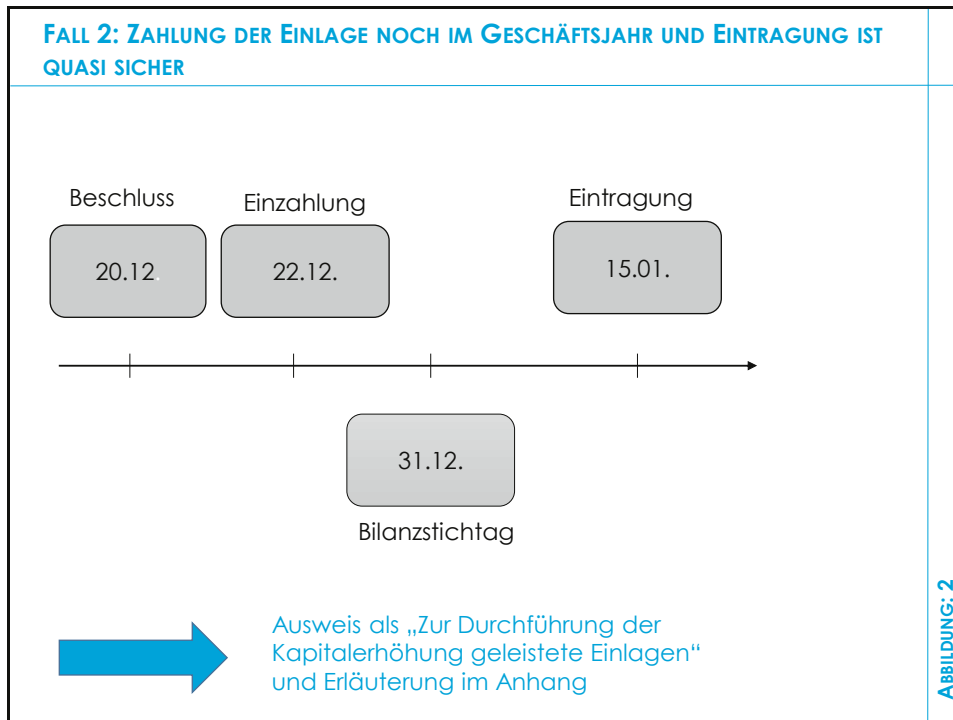 FALL 2: ZAHLUNG DER EINLAGE NOCH IM GESCHÄFTSJAHR UND EINTRAGUNG IST
QUASI SICHER
Beschluss
Einzahlung
Eintragung
20.12.
22.12.
15.01.
31.12.
Bilanzstichtag
Ausweis als „Zur Durchführung der
Kapitalerhöhung geleistete Einlagen“
und Erläuterung im Anhang
ABBILDUNG: 2